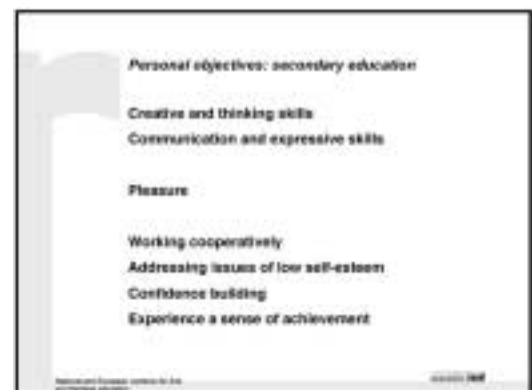 Personal objectives: secondary education
Creative and thinking skills
Communication and expressive skills
Pleasure
Working cooperatively
Addressing issues of low self-esteem
Confidence building
Experience a sense of achievement